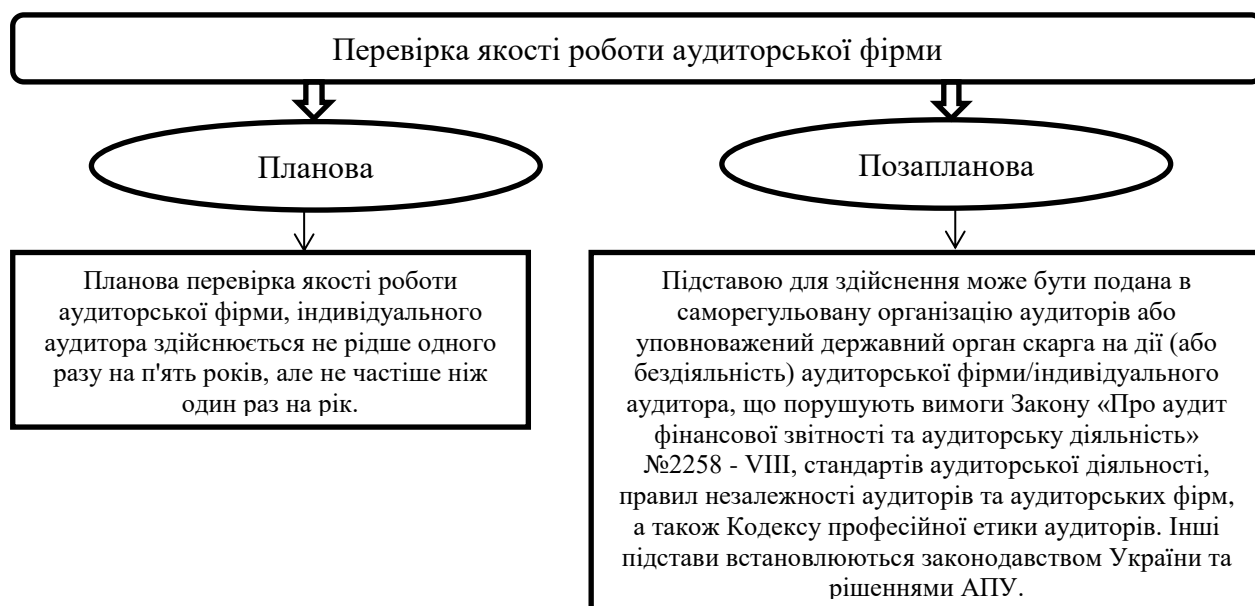 Перевірка якості роботи аудиторської фірми
Планова
Позапланова
Планова перевірка якості роботи
аудиторської фірми, індивідуального
аудитора здійснюється не рідше одного
разу на п'ять років, але не частіше ніж
один раз на рік.
Підставою для здійснення може бути подана в
саморегульовану організацію аудиторів або
уповноважений державний орган скарга на дії (або
бездіяльність) аудиторської фірми/індивідуального
аудитора, що порушують вимоги Закону «Про аудит
фінансової звітності та аудиторську діяльність»
№2258 - VIII, стандартів аудиторської діяльності,
правил незалежності аудиторів та аудиторських фірм,
а також Кодексу професійної етики аудиторів. Інші
підстави встановлюються законодавством України та
рішеннями АПУ.